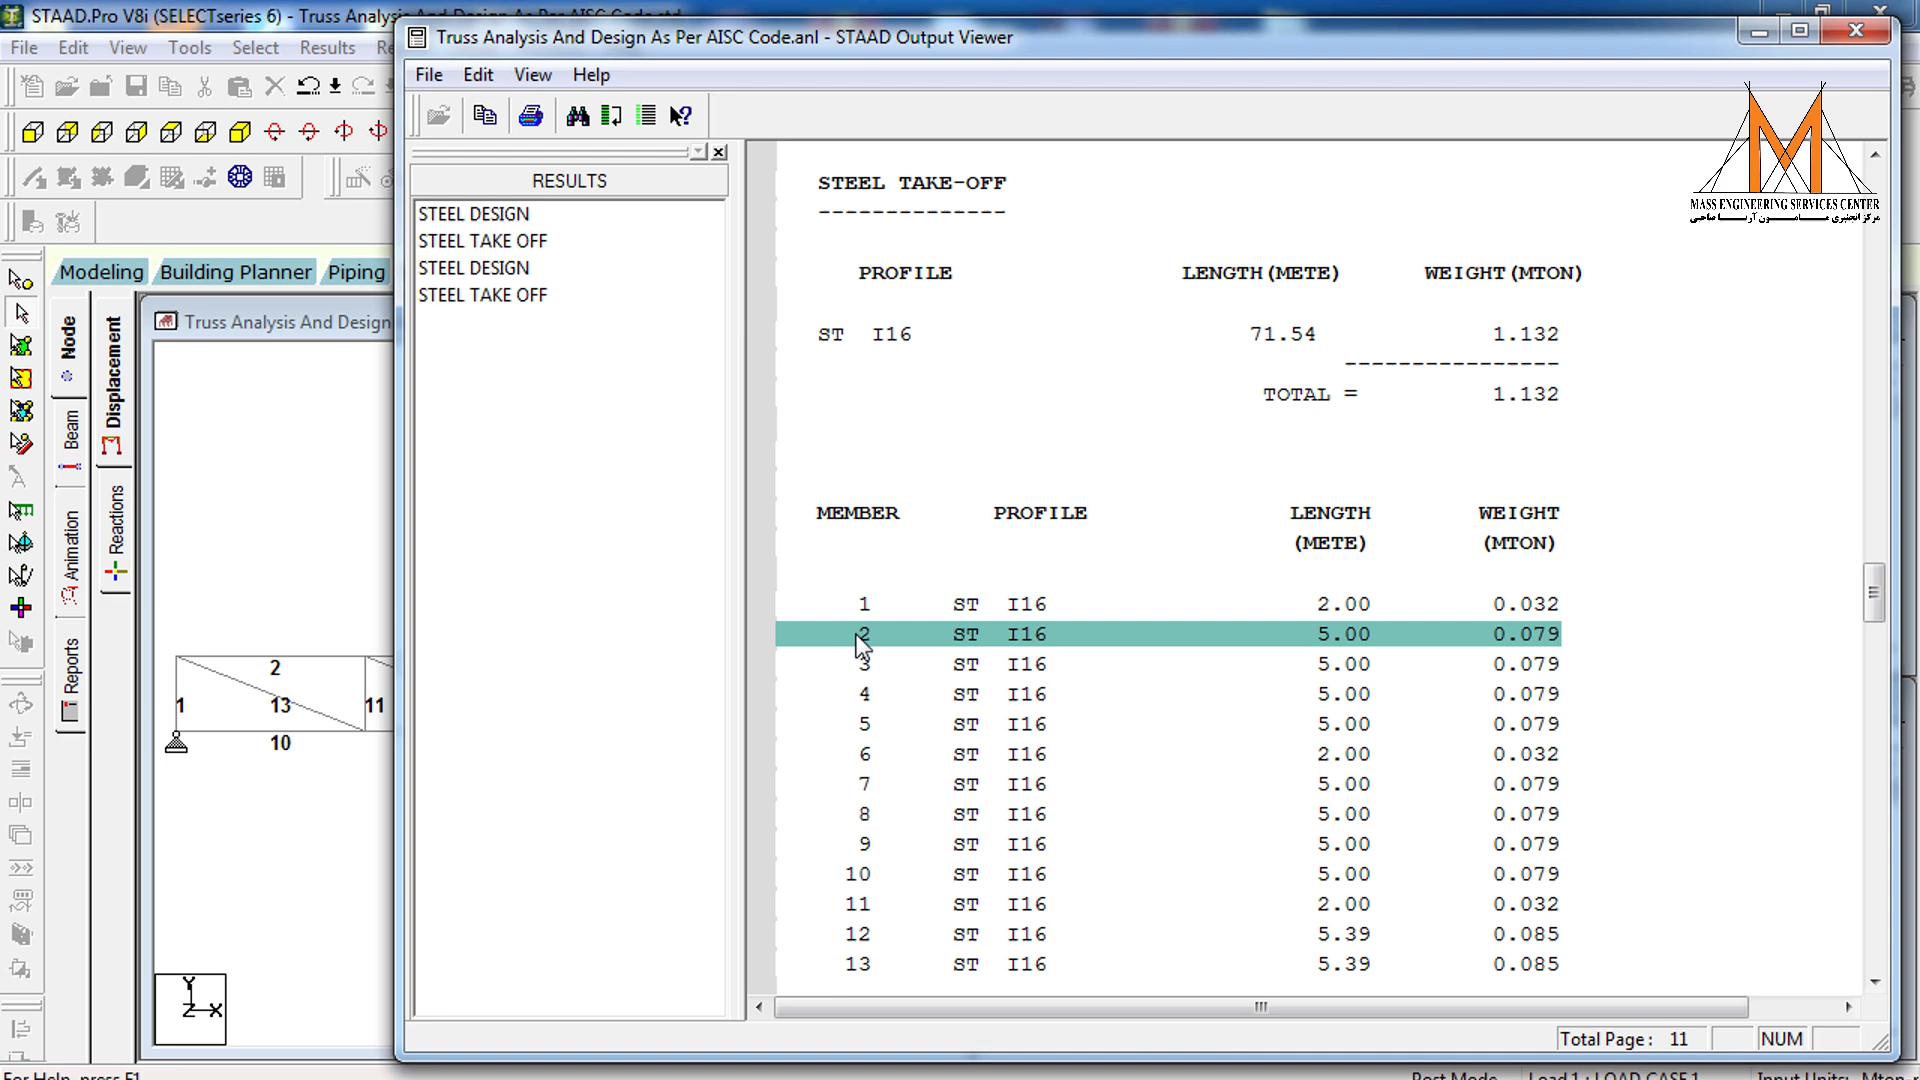 STAAD.Pro V8i (SELECTseries 6) - Truss Analysis And Design As Per AISC Code.std
File Edit View Tools Select Results Re
Truss Analysis And Design As Per AISC Code.anl - STAAD Output Viewer
File Edit View Help
MASS ENGINEERING SERVICES CENTER
RESULTS
STEEL DESIGN
STEEL TAKE OFF
STEEL DESIGN
STEEL TAKE OFF
Modeling Building Planner Piping
Truss Analysis And Design
Node
Beam
Animation
Reports
Displacement
Reactions
2
1 13 11
10
Y
Z X
STEEL TAKE-OFF
--------------
PROFILE LENGTH(METE) WEIGHT(MTON)
ST I16 71.54 1.132
----------------
TOTAL = 1.132
MEMBER PROFILE LENGTH WEIGHT
(METE) (MTON)
1 ST I16 2.00 0.032
2 ST I16 5.00 0.079
3 ST I16 5.00 0.079
4 ST I16 5.00 0.079
5 ST I16 5.00 0.079
6 ST I16 2.00 0.032
7 ST I16 5.00 0.079
8 ST I16 5.00 0.079
9 ST I16 5.00 0.079
10 ST I16 5.00 0.079
11 ST I16 2.00 0.032
12 ST I16 5.39 0.085
13 ST I16 5.39 0.085
Total Page: 11 NUM
For Help, press F1
Post Mode Load 1 : LOAD CASE 1 Input Units: Mton-